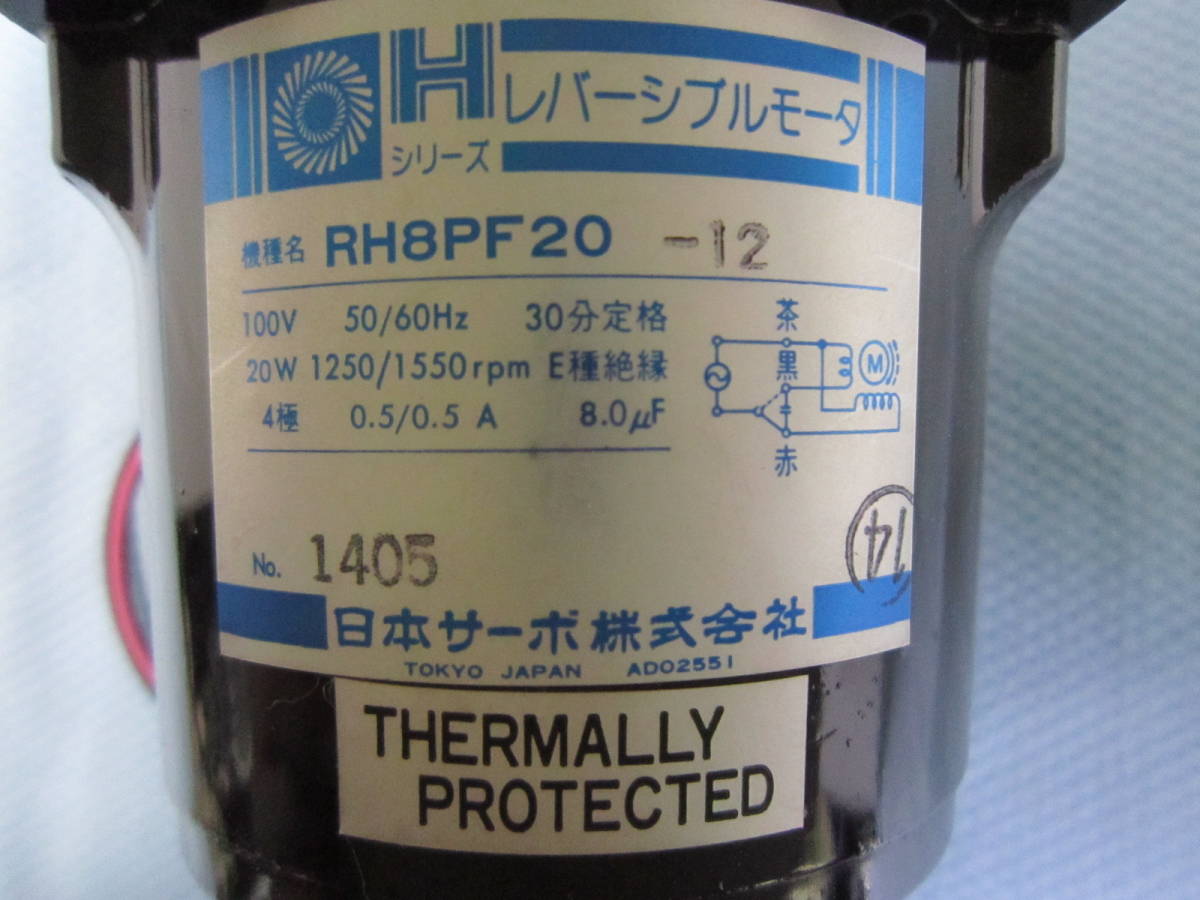 H レバーシブルモータ
シリーズ
機種名 RH8PF20 -12
100V 50/60Hz 30分定格
20W 1250/1550rpm E種絶縁
4極 0.5/0.5 A 8.0μF
茶
黒
M
赤
14
No. 1405
日本サーボ株式会社
TOKYO JAPAN ADO2551
THERMALLY
PROTECTED